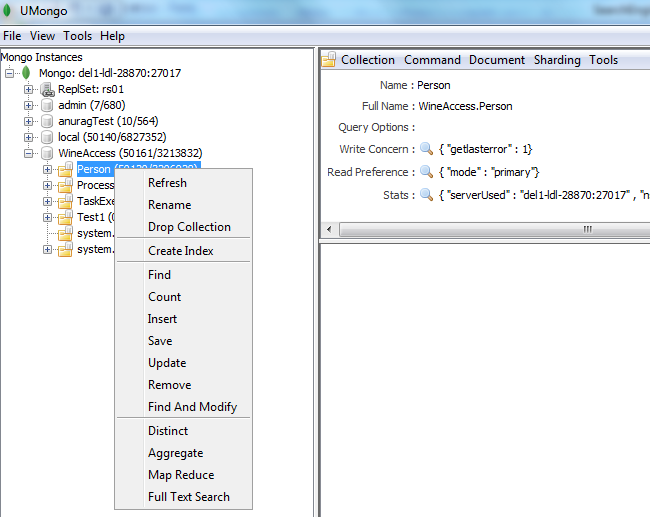 UMongo
File View Tools Help
Mongo Instances
Mongo: del1-ldl-28870:27017
ReplSet: rs01
admin (7/680)
anuragTest (10/564)
local (50140/6827352)
WineAccess (50161/3213832)
Person
Process
TaskExe
Test1 (0
system.
system.
Refresh
Rename
Drop Collection
Create Index
Find
Count
Insert
Save
Update
Remove
Find And Modify
Distinct
Aggregate
Map Reduce
Full Text Search
Collection Command Document Sharding Tools
Name : Person
Full Name : WineAccess.Person
Query Options :
Write Concern : { "getlasterror" : 1}
Read Preference : { "mode" : "primary"}
Stats : { "serverUsed" : "del1-ldl-28870:27017" , "n